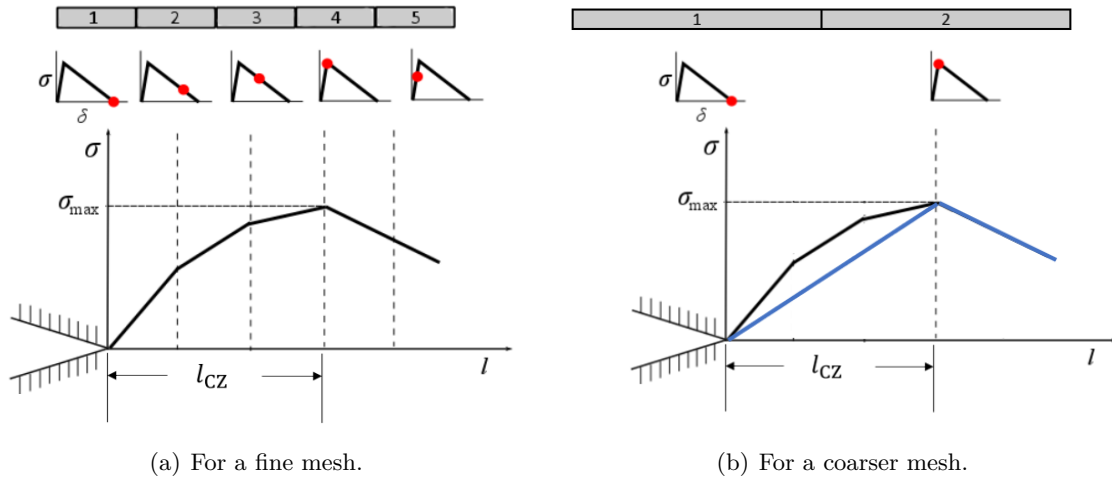 1 2 3 4 5
σ
δ
σ
σmax
lCZ
l
(a) For a fine mesh.
1 2
σ
δ
σ
σmax
lCZ
l
(b) For a coarser mesh.